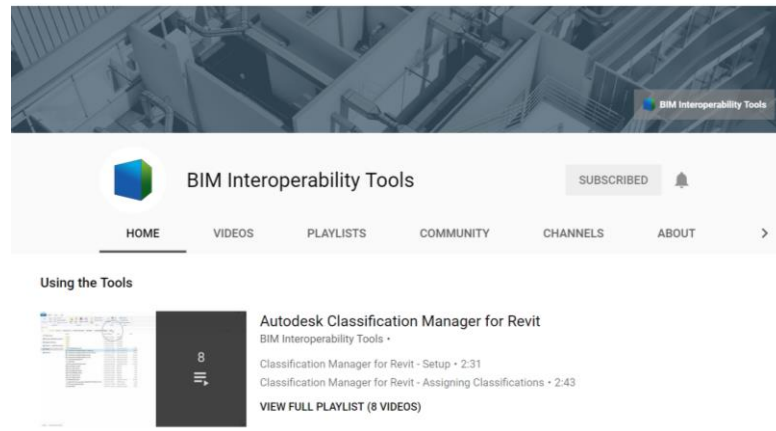 BIM Interoperability Tools
BIM Interoperability Tools
SUBSCRIBED
HOME VIDEOS PLAYLISTS COMMUNITY CHANNELS ABOUT
Using the Tools
8
Autodesk Classification Manager for Revit
BIM Interoperability Tools •
Classification Manager for Revit - Setup • 2:31
Classification Manager for Revit - Assigning Classifications • 2:43
VIEW FULL PLAYLIST (8 VIDEOS)